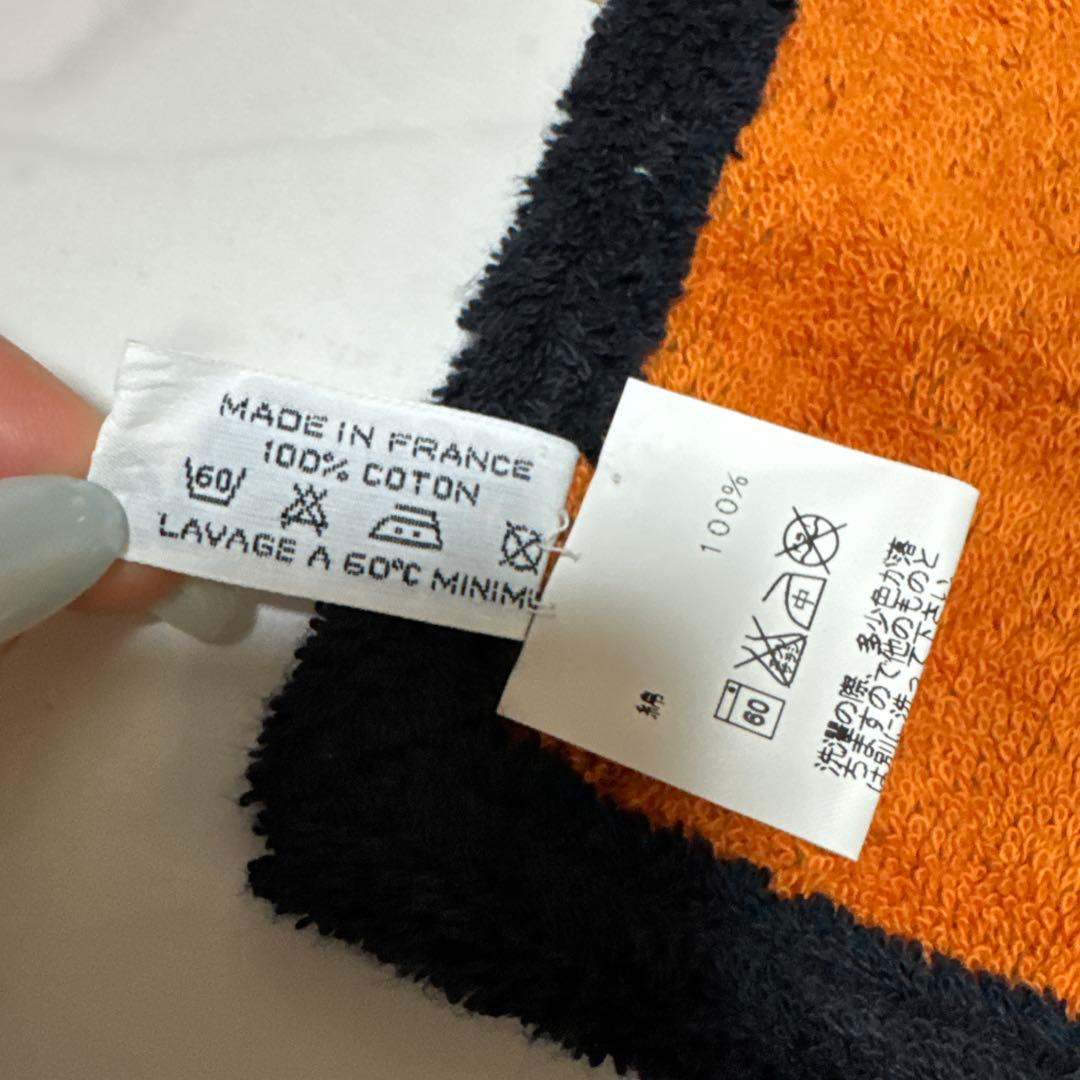 MADE IN FRANCE
100% COTON
60
LAVAGE A 60°C MINIMU
綿 100%
60 中
洗濯の際、多少色が落
ちますので他のものと
は別に洗って下さい